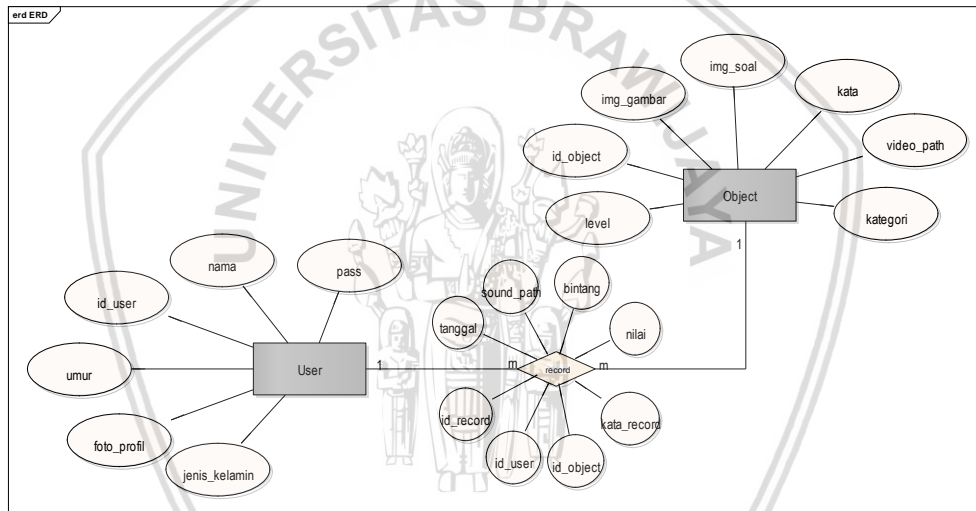 erd ERD
UNIVERSITAS BRAWIJAYA
img_soal
img_gambar
kata
id_object
video_path
Object
level
kategori
1
nama
pass
sound_path
bintang
id_user
tanggal
nilai
User
1
m
record
m
umur
id_record
kata_record
foto_profil
id_user
id_object
jenis_kelamin